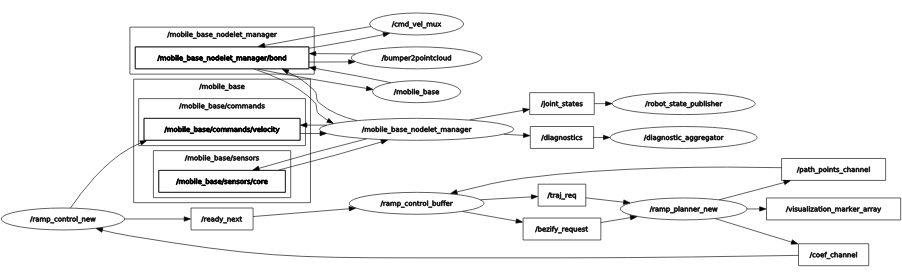 /mobile_base_nodelet_manager
/cmd_vel_mux
/mobile_base_nodelet_manager/bond
/bumper2pointcloud
/mobile_base
/mobile_base
/mobile_base/commands
/joint_states
/robot_state_publisher
/mobile_base/commands/velocity
/mobile_base_nodelet_manager
/diagnostics
/diagnostic_aggregator
/mobile_base/sensors
/mobile_base/sensors/core
/path_points_channel
/traj_req
/ramp_control_buffer
/ramp_planner_new
/visualization_marker_array
/ramp_control_new
/ready_next
/bezify_request
/coef_channel